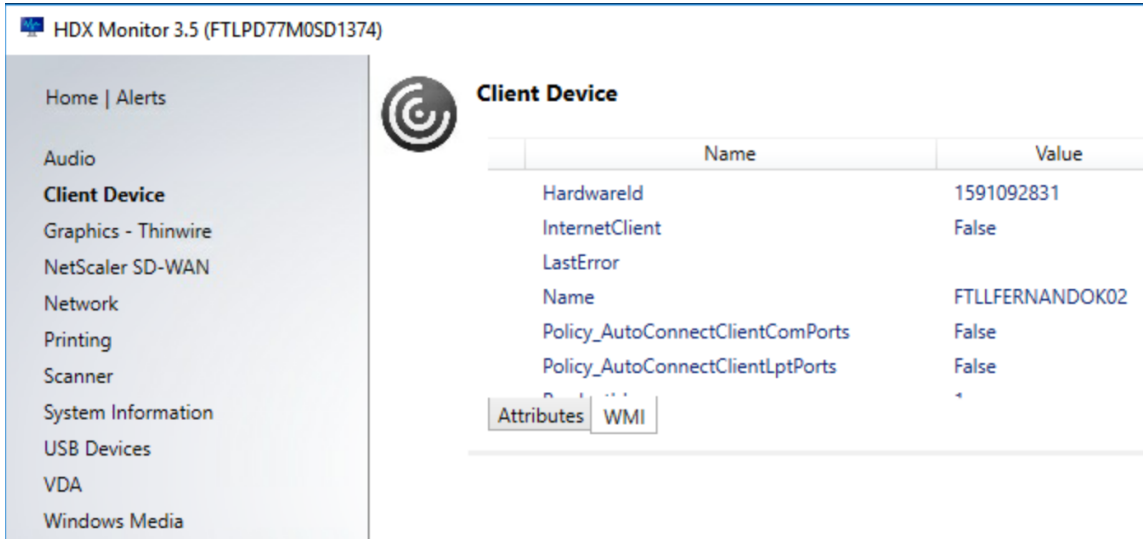 HDX Monitor 3.5 (FTLPD77M0SD1374)
Home | Alerts
Audio
Client Device
Graphics - Thinwire
NetScaler SD-WAN
Network
Printing
Scanner
System Information
USB Devices
VDA
Windows Media
Client Device
Name Value
HardwareId 1591092831
InternetClient False
LastError
Name FTLLFERNANDOK02
Policy_AutoConnectClientComPorts False
Policy_AutoConnectClientLptPorts False
Attributes WMI